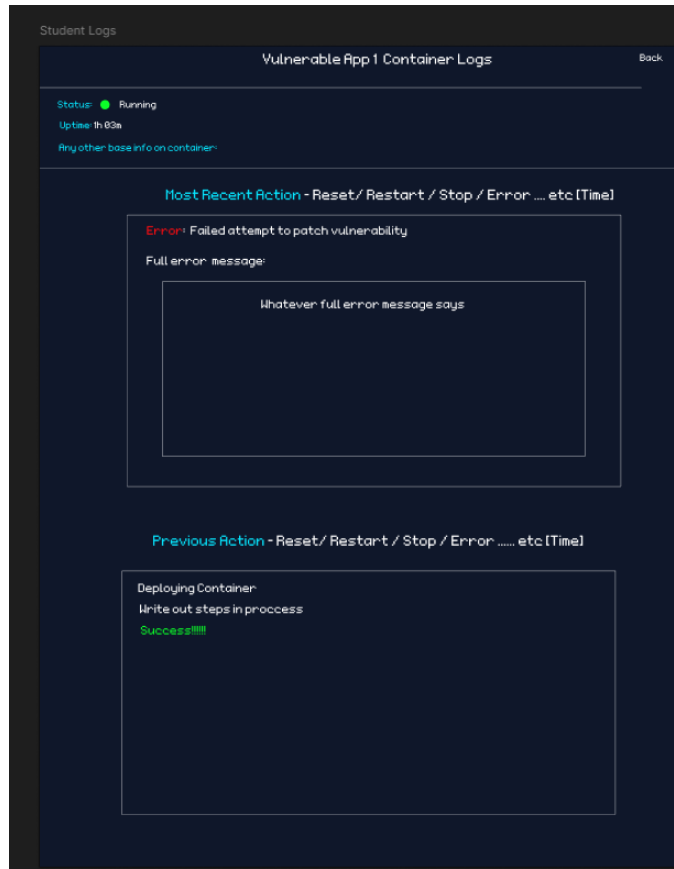 Student Logs
Vulnerable App 1 Container Logs
Back
Status: Running
Uptime: 1h 03m
Any other base info on container:
Most Recent Action - Reset/ Restart / Stop / Error .... etc [Time]
Error: Failed attempt to patch vulnerability
Full error message:
Whatever full error message says
Previous Action - Reset/ Restart / Stop / Error ...... etc [Time]
Deploying Container
Write out steps in proccess
Success!!!!!!